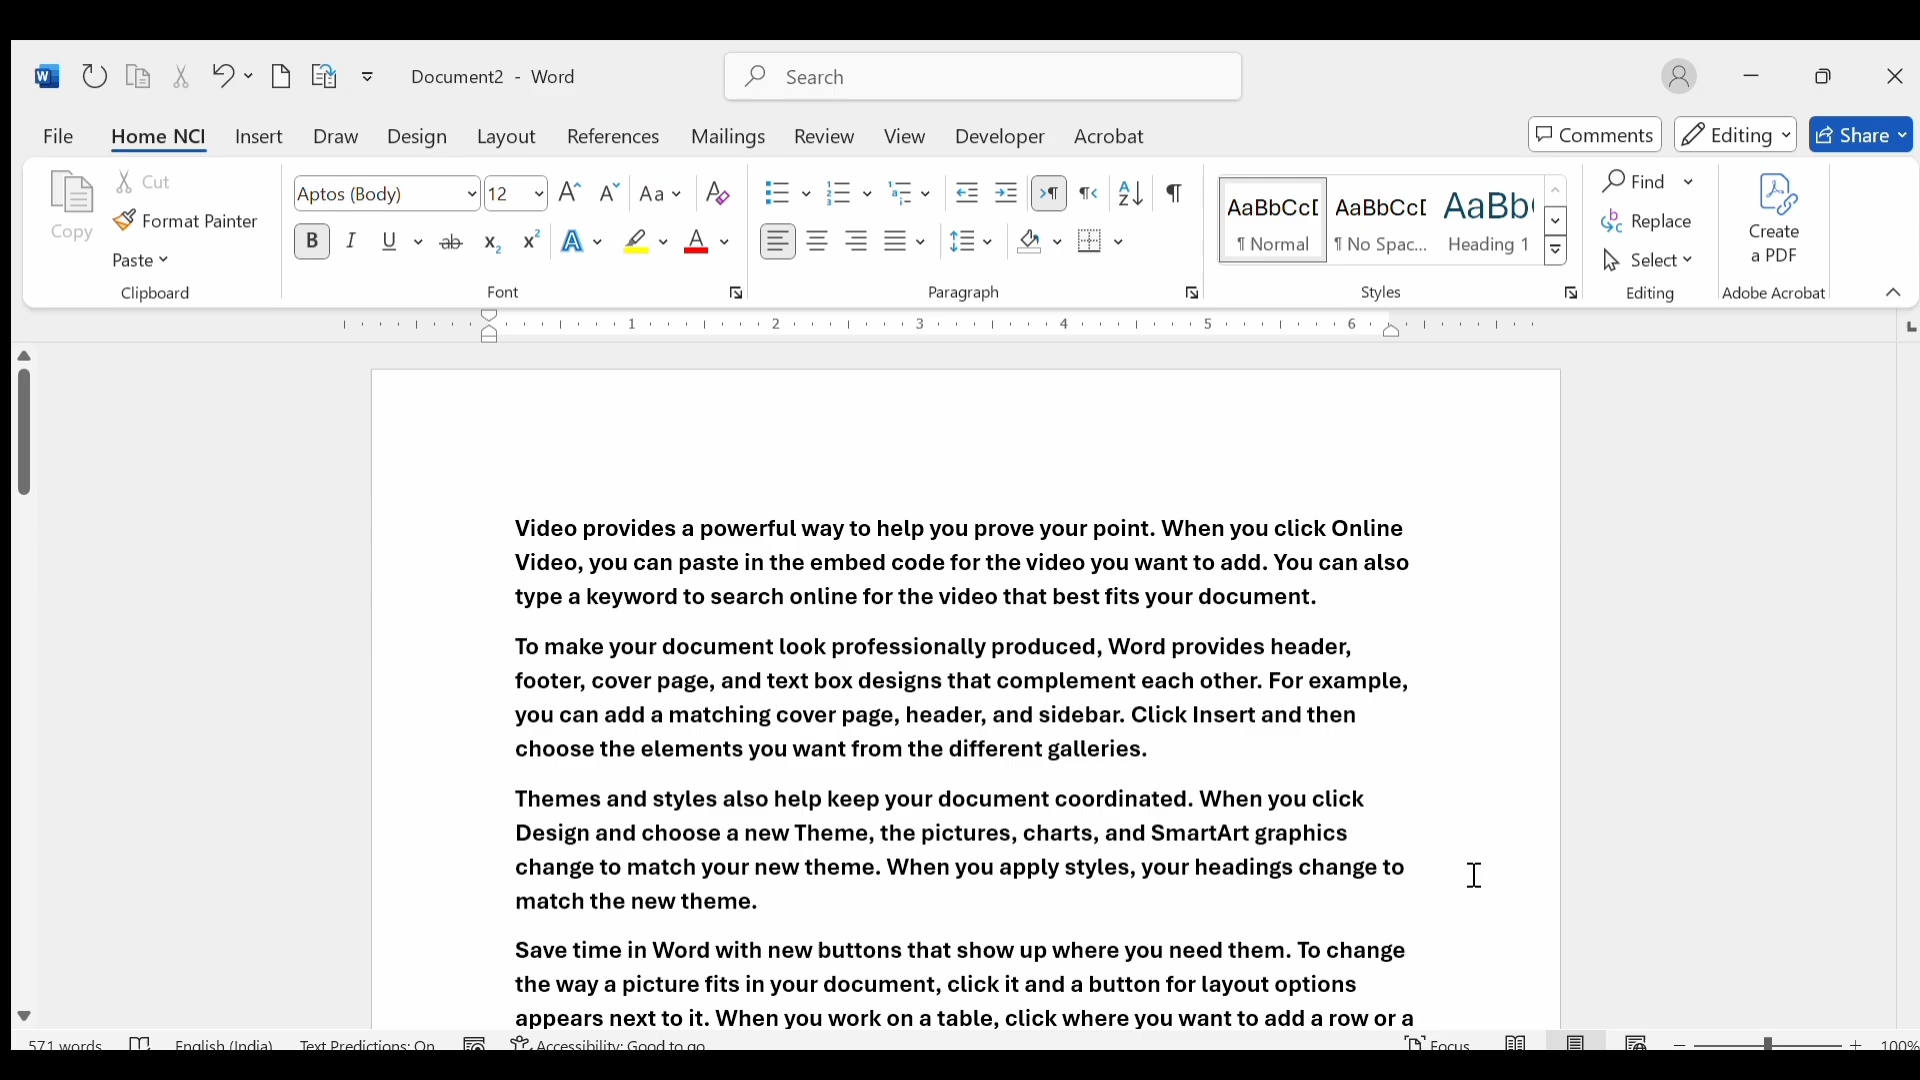 Document2 - Word
Search
File Home NCI Insert Draw Design Layout References Mailings Review View Developer Acrobat
Comments Editing Share
Copy
Cut
Format Painter
Paste
Clipboard
Aptos (Body) 12
Font
Paragraph
AaBbCcD AaBbCcD AaBb
¶ Normal ¶ No Spac... Heading 1
Styles
Find
Replace
Select
Editing
Create
a PDF
Adobe Acrobat
1 2 3 4 5 6
Video provides a powerful way to help you prove your point. When you click Online
Video, you can paste in the embed code for the video you want to add. You can also
type a keyword to search online for the video that best fits your document.
To make your document look professionally produced, Word provides header,
footer, cover page, and text box designs that complement each other. For example,
you can add a matching cover page, header, and sidebar. Click Insert and then
choose the elements you want from the different galleries.
Themes and styles also help keep your document coordinated. When you click
Design and choose a new Theme, the pictures, charts, and SmartArt graphics
change to match your new theme. When you apply styles, your headings change to
match the new theme.
Save time in Word with new buttons that show up where you need them. To change
the way a picture fits in your document, click it and a button for layout options
appears next to it. When you work on a table, click where you want to add a row or a
571 words English (India) Text Predictions: On Accessibility: Good to go Focus 100%